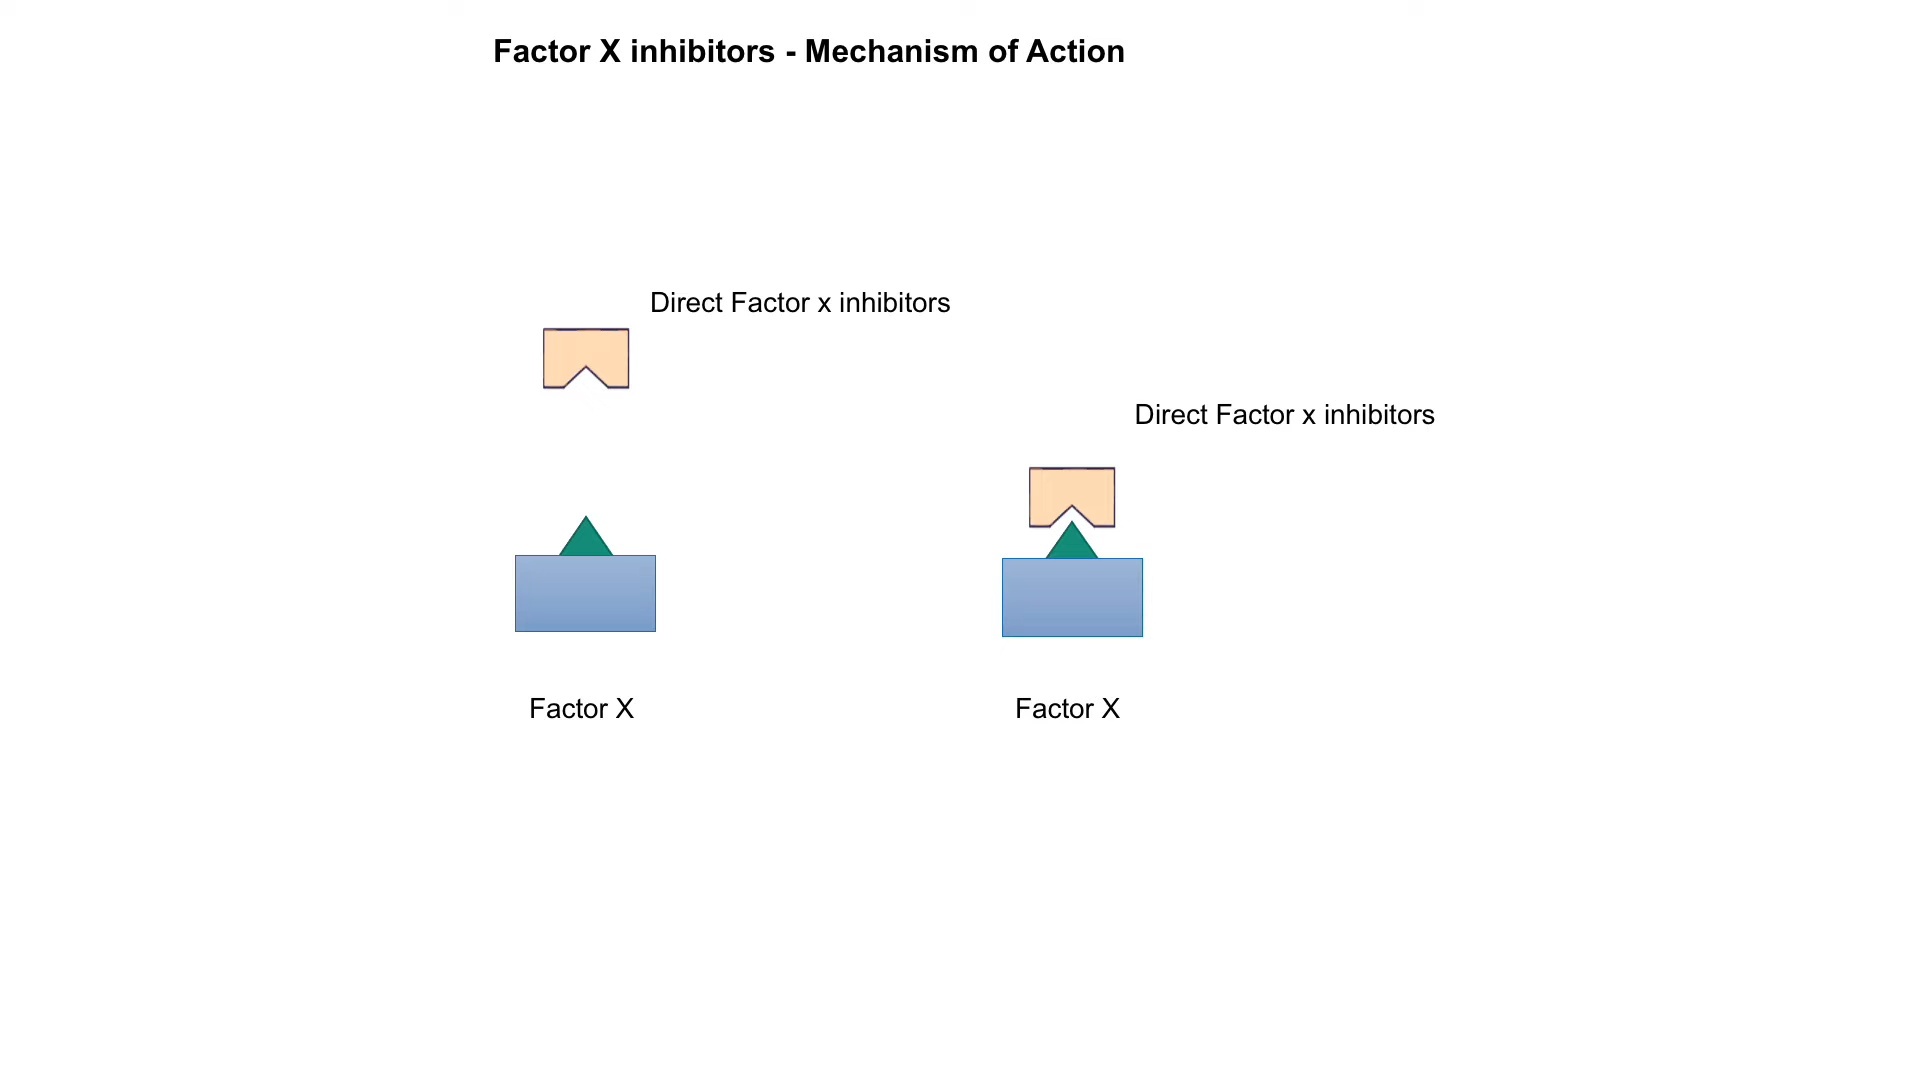 Factor X inhibitors - Mechanism of Action
Direct Factor x inhibitors
Direct Factor x inhibitors
Factor X
Factor X